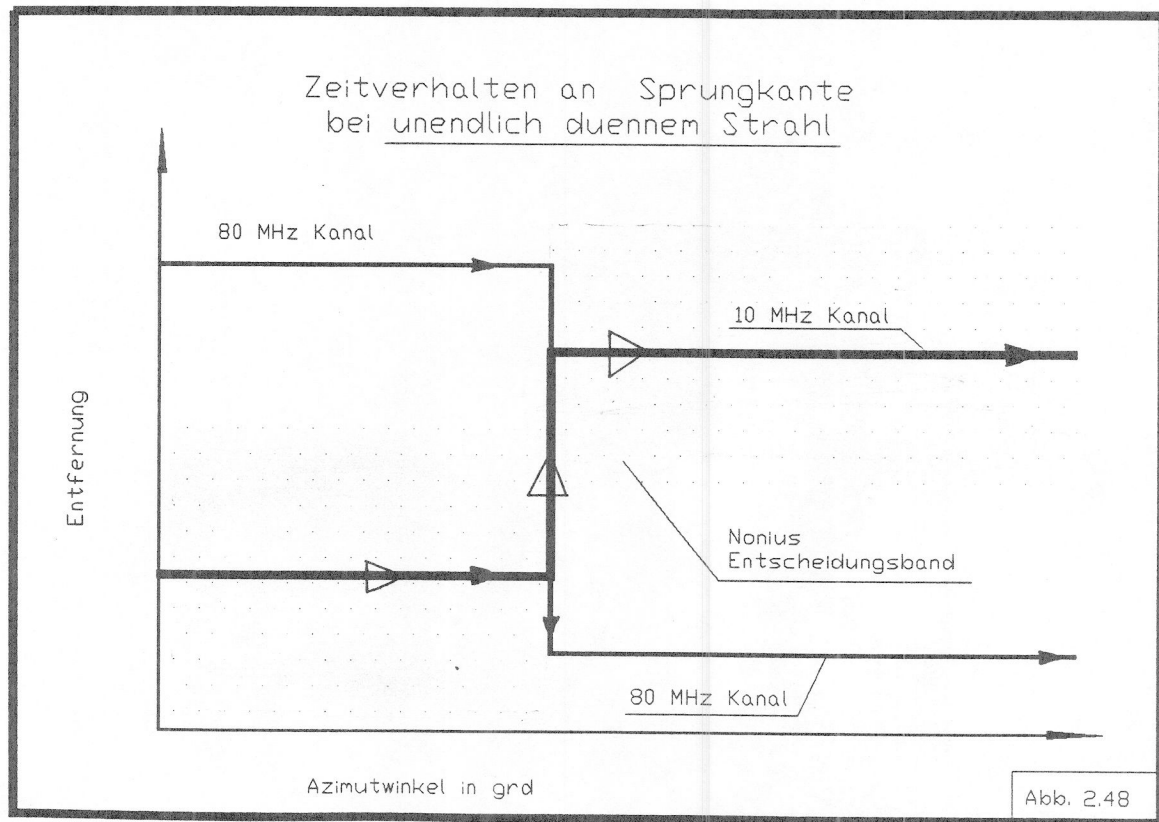 Zeitverhalten an Sprungkante
bei unendlich duennem Strahl
80 MHz Kanal
10 MHz Kanal
Entfernung
Nonius
Entscheidungsband
80 MHz Kanal
Azimutwinkel in grd
Abb. 2.48